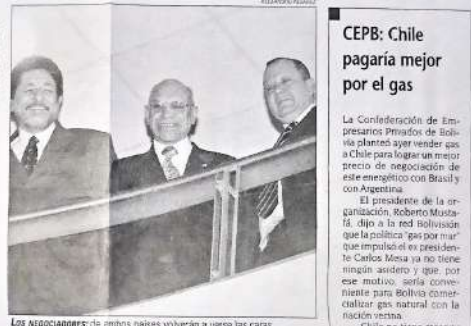 CEPB: Chile
pagaría mejor
por el gas
La Confederación de Em-
presarios Privados de Boli-
via planteó ayer vender gas
a Chile para lograr un mejor
precio de negociación de
este energético con Brasil y
con Argentina.
El presidente de la or-
ganización, Roberto Musta-
fá, dijo a la red Bolivisión
que la política "gas por mar"
que impulsó el ex presiden-
te Carlos Mesa ya no tiene
ningún asidero y que, por
ese motivo, sería conve-
niente para Bolivia comer-
cializar gas natural con la
nación vecina.
LOS NEGOCIADORES: de ambos países volverán a verse las caras